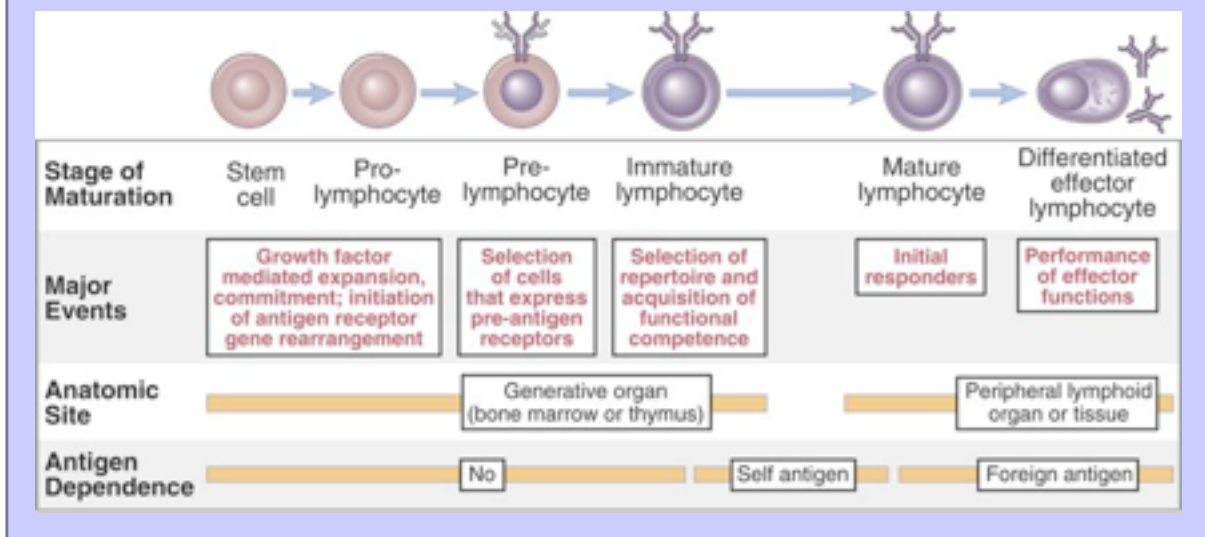 Stage of
Maturation
Stem
cell
Pro-
lymphocyte
Pre-
lymphocyte
Immature
lymphocyte
Mature
lymphocyte
Differentiated
effector
lymphocyte
Major
Events
Growth factor
mediated expansion,
commitment; initiation
of antigen receptor
gene rearrangement
Selection
of cells
that express
pre-antigen
receptors
Selection of
repertoire and
acquisition of
functional
competence
Initial
responders
Performance
of effector
functions
Anatomic
Site
Generative organ
(bone marrow or thymus)
Peripheral lymphoid
organ or tissue
Antigen
Dependence
No
Self antigen
Foreign antigen